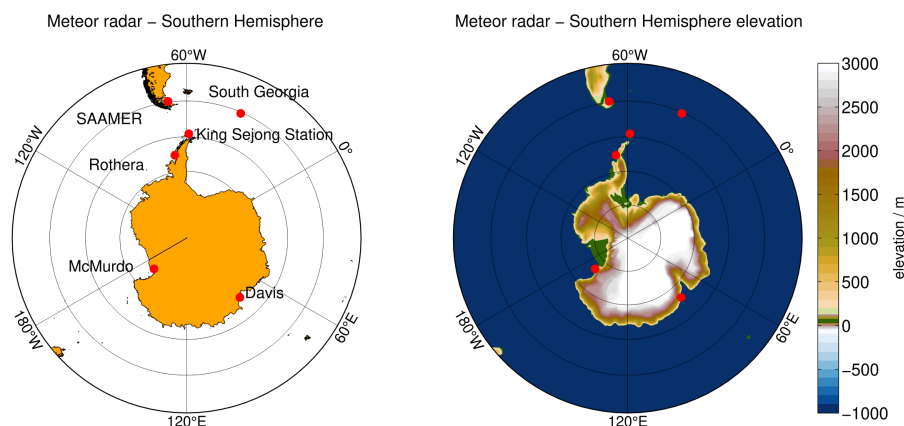 Meteor radar − Southern Hemisphere
60°W
South Georgia
SAAMER
King Sejong Station
120°W
0°
Rothera
McMurdo
Davis
180°W
60°E
120°E
Meteor radar − Southern Hemisphere elevation
60°W
120°W
0°
180°W
60°E
120°E
3000
2500
2000
1500
1000
500
0
−500
−1000
elevation / m